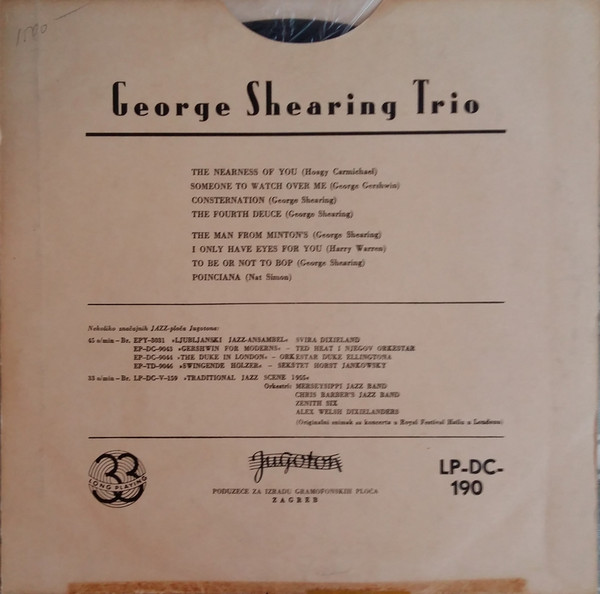 1500
George Shearing Trio
THE NEARNESS OF YOU (Hoagy Carmichael)
SOMEONE TO WATCH OVER ME (George Gershwin)
CONSTERNATION (George Shearing)
THE FOURTH DEUCE (George Shearing)
THE MAN FROM MINTON'S (George Shearing)
I ONLY HAVE EYES FOR YOU (Harry Warren)
TO BE OR NOT TO BOP (George Shearing)
POINCIANA (Nat Simon)
Nekoliko značajnih JAZZ-ploča Jugotona:
45 o/min – Br. EPY-3031 »LJUBLJANSKI JAZZ-ANSAMBEL« SVIRA DIXIELAND
EP-DC-9043 »GERSHWIN FOR MODERNS« – TED HEAT I NJEGOV ORKESTAR
EP-DC-9044 »THE DUKE IN LONDON« – ORKESTAR DUKE ELLINGTONA
EP-TD-9046 »SWINGENDE HOLZER« – SEKSTET HORST JANKOWSKY
33 o/min – Br. LP-DC-V-159 »TRADITIONAL JAZZ SCENE 1955«
Orkestri: MERSEYSIPPI JAZZ BAND
CHRIS BARBER'S JAZZ BAND
ZENITH SIX
ALEX WELSH DIXIELANDERS
(Originalni snimak sa koncerta u Royal Festival Hallu u Londonu)
33
LONG PLAYING
Jugoton
PODUZEĆE ZA IZRADU GRAMOFONSKIH PLOČA
ZAGREB
LP-DC-
190